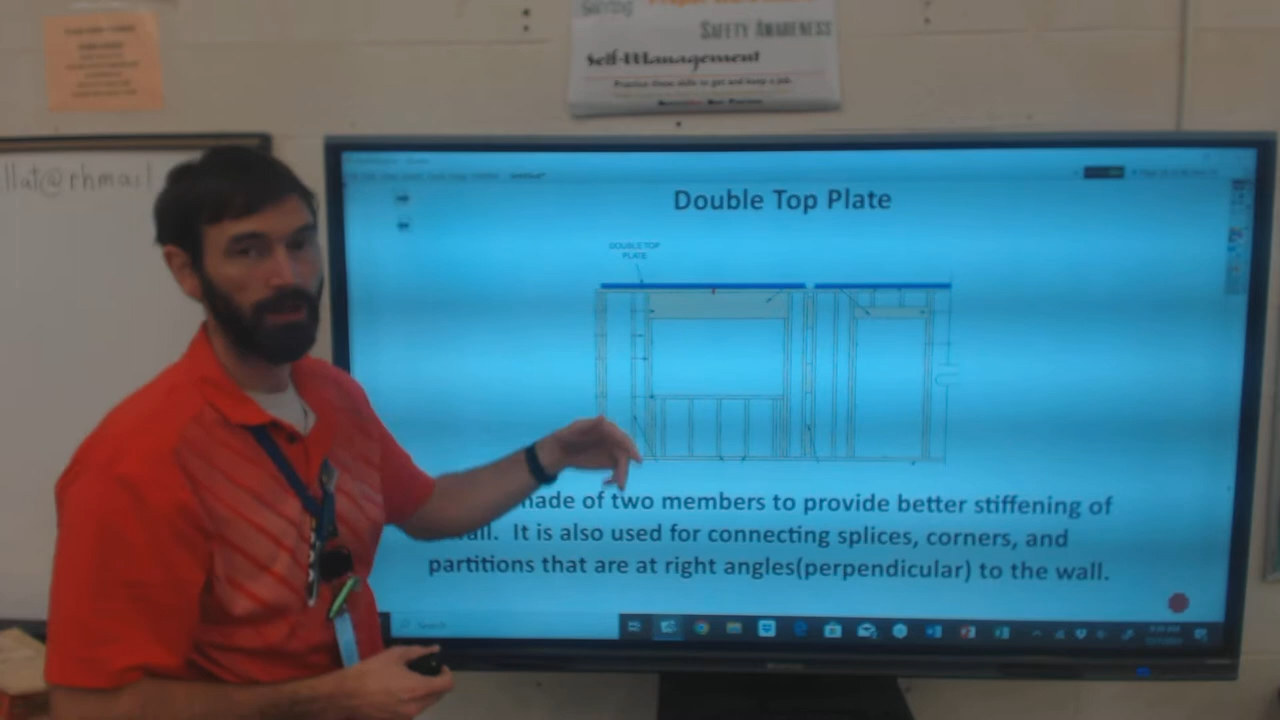 SAFETY AWARENESS
Self-Management
Practice these skills to get and keep a job.
llat@rhmail
Double Top Plate
DOUBLE TOP
PLATE
made of two members to provide better stiffening of
wall. It is also used for connecting splices, corners, and
partitions that are at right angles(perpendicular) to the wall.
Search